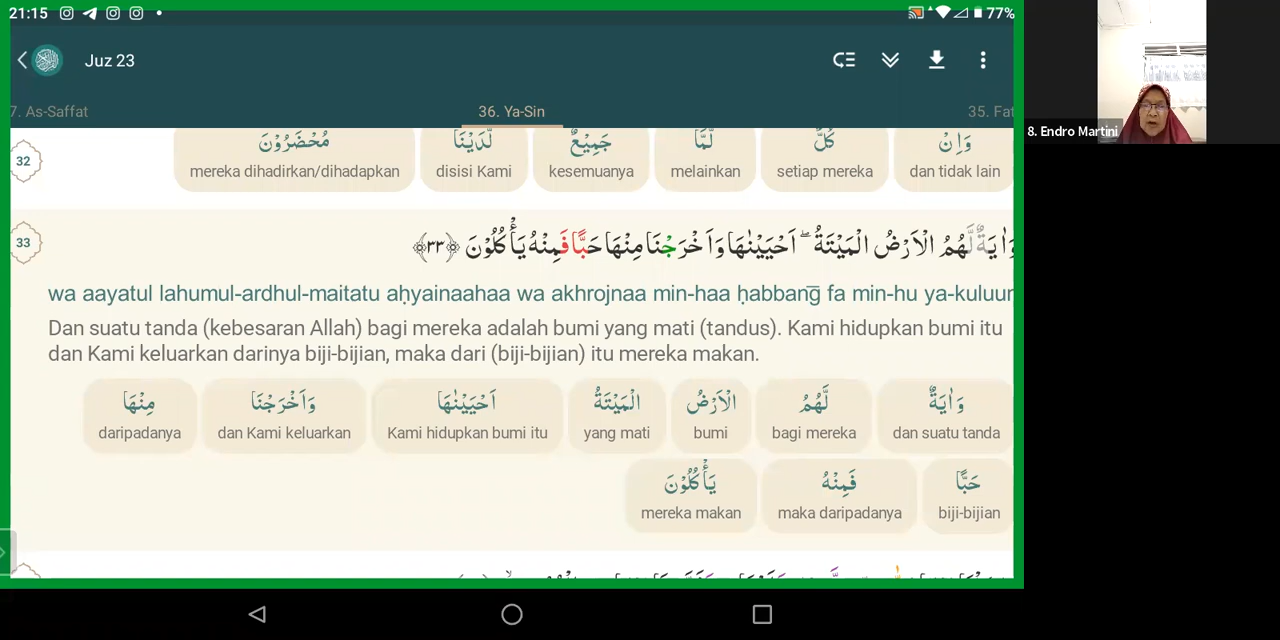 21:15
77%
Juz 23
7. As-Saffat
36. Ya-Sin
35. Fat
32
وَاِنْ كُلٌّ لَّمَّا جَمِيْعٌ لَّدَيْنَا مُحْضَرُوْنَ
dan tidak lain setiap mereka melainkan kesemuanya disisi Kami mereka dihadirkan/dihadapkan
33
وَاٰيَةٌ لَّهُمُ الْاَرْضُ الْمَيْتَةُ ۖ اَحْيَيْنٰهَا وَاَخْرَجْنَا مِنْهَا حَبًّا فَمِنْهُ يَأْكُلُوْنَ ﴿٣٣﴾
wa aayatul lahumul-ardhul-maitatu aḥyainaahaa wa akhrojnaa min-haa ḥabbanḡ fa min-hu ya-kuluur
Dan suatu tanda (kebesaran Allah) bagi mereka adalah bumi yang mati (tandus). Kami hidupkan bumi itu
dan Kami keluarkan darinya biji-bijian, maka dari (biji-bijian) itu mereka makan.
وَاٰيَةٌ لَّهُمُ الْاَرْضُ الْمَيْتَةُ اَحْيَيْنٰهَا وَاَخْرَجْنَا مِنْهَا
dan suatu tanda bagi mereka bumi yang mati Kami hidupkan bumi itu dan Kami keluarkan daripadanya
حَبًّا فَمِنْهُ يَأْكُلُوْنَ
biji-bijian maka daripadanya mereka makan
8. Endro Martini